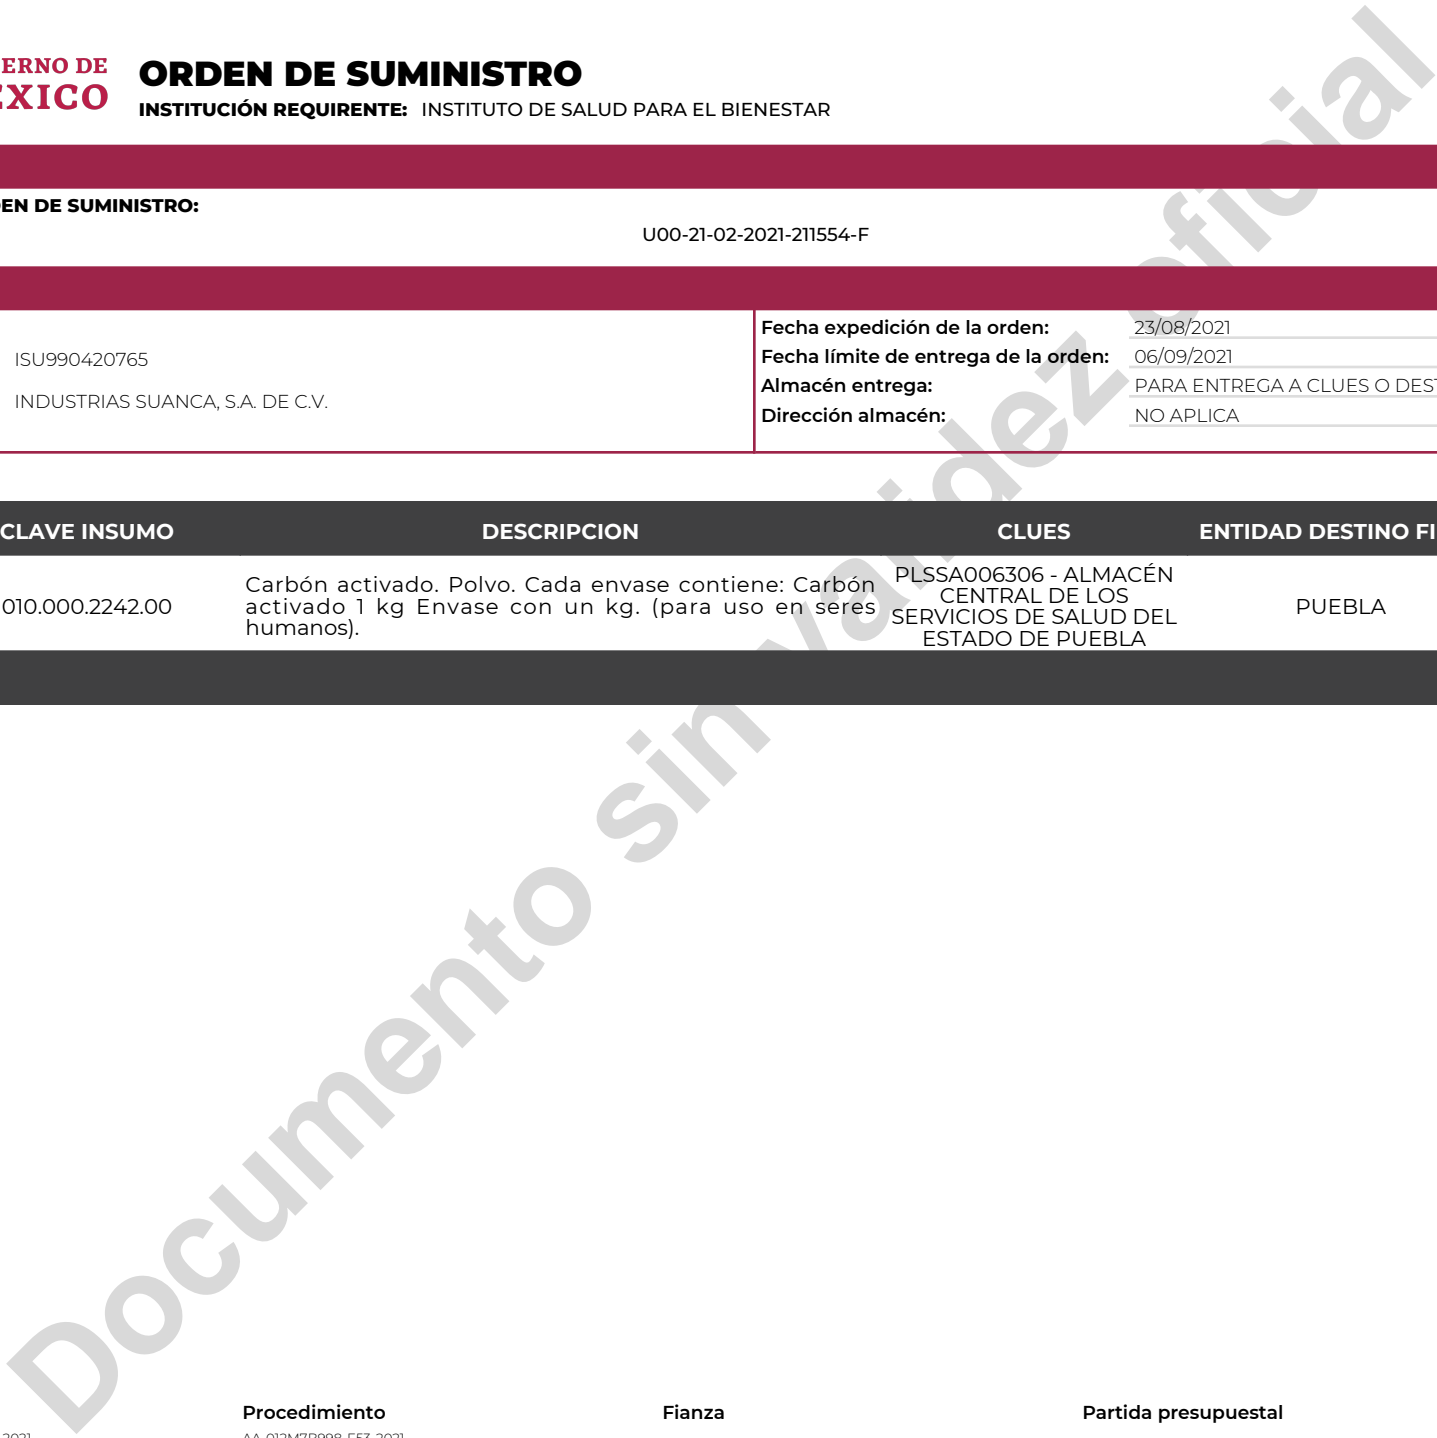 ERNO DE
EXICO
ORDEN DE SUMINISTRO
INSTITUCIÓN REQUIRENTE: INSTITUTO DE SALUD PARA EL BIENESTAR
EN DE SUMINISTRO:
U00-21-02-2021-211554-F
ISU990420765
INDUSTRIAS SUANCA, S.A. DE C.V.
Fecha expedición de la orden: 23/08/2021
Fecha límite de entrega de la orden: 06/09/2021
Almacén entrega: PARA ENTREGA A CLUES O DEST
Dirección almacén: NO APLICA
CLAVE INSUMO DESCRIPCION CLUES ENTIDAD DESTINO FI
010.000.2242.00
Carbón activado. Polvo. Cada envase contiene: Carbón
activado 1 kg Envase con un kg. (para uso en seres
humanos).
PLSSA006306 - ALMACÉN
CENTRAL DE LOS
SERVICIOS DE SALUD DEL
ESTADO DE PUEBLA
PUEBLA
Documento sin validez oficial
Procedimiento Fianza Partida presupuestal